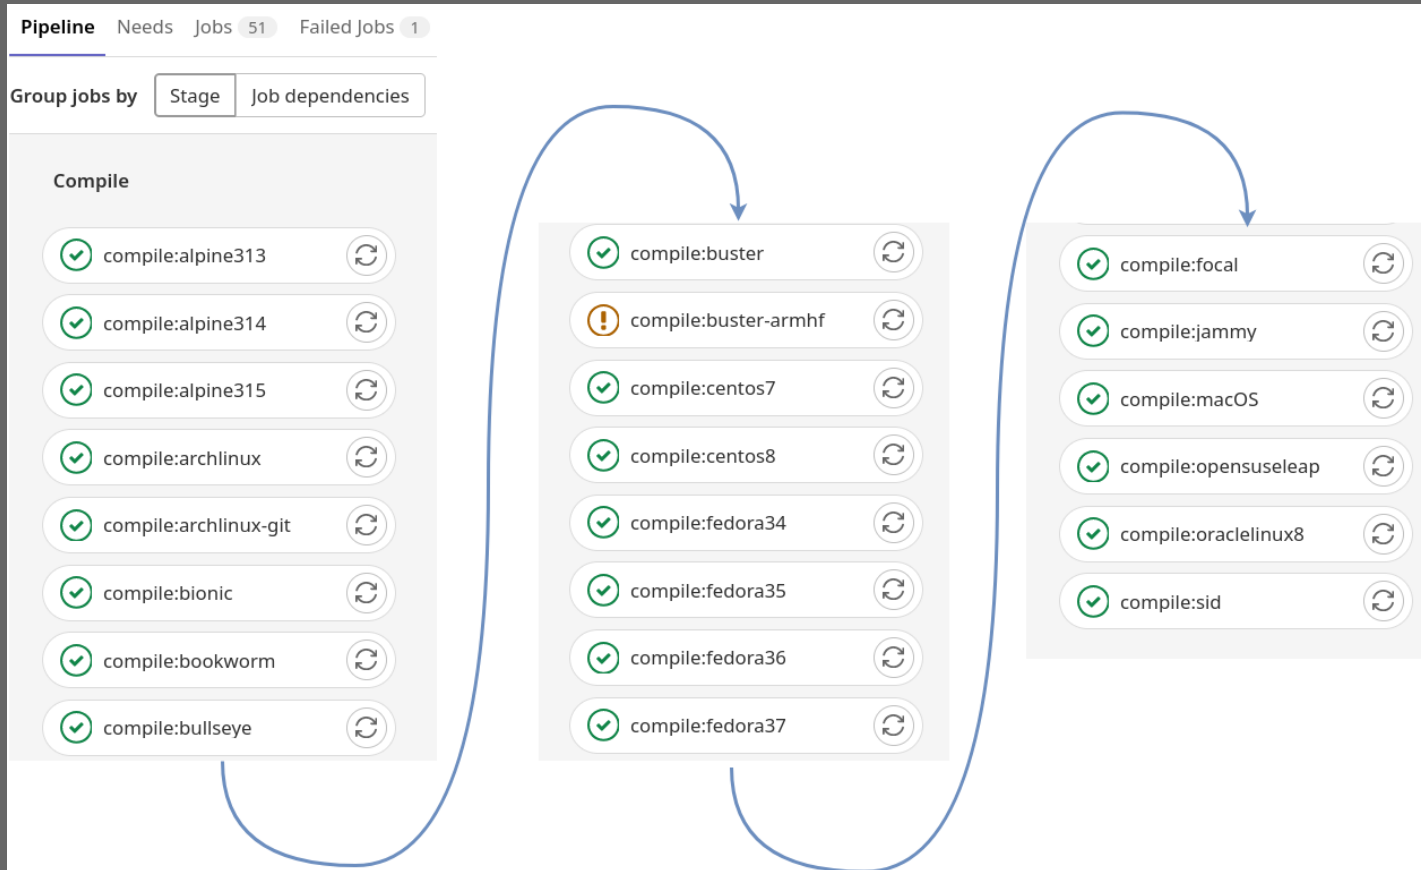 Pipeline Needs Jobs 51 Failed Jobs 1
Group jobs by Stage Job dependencies
Compile
compile:alpine313
compile:alpine314
compile:alpine315
compile:archlinux
compile:archlinux-git
compile:bionic
compile:bookworm
compile:bullseye
compile:buster
compile:buster-armhf
compile:centos7
compile:centos8
compile:fedora34
compile:fedora35
compile:fedora36
compile:fedora37
compile:focal
compile:jammy
compile:macOS
compile:opensuseleap
compile:oraclelinux8
compile:sid